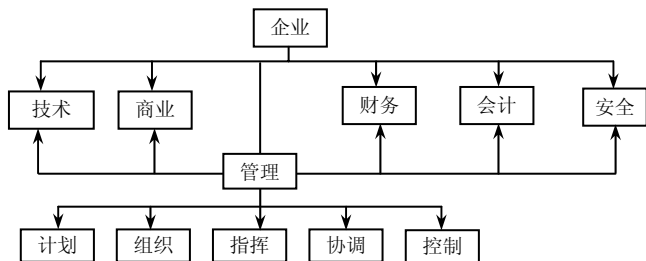 企业
技术 商业 财务 会计 安全
管理
计划 组织 指挥 协调 控制